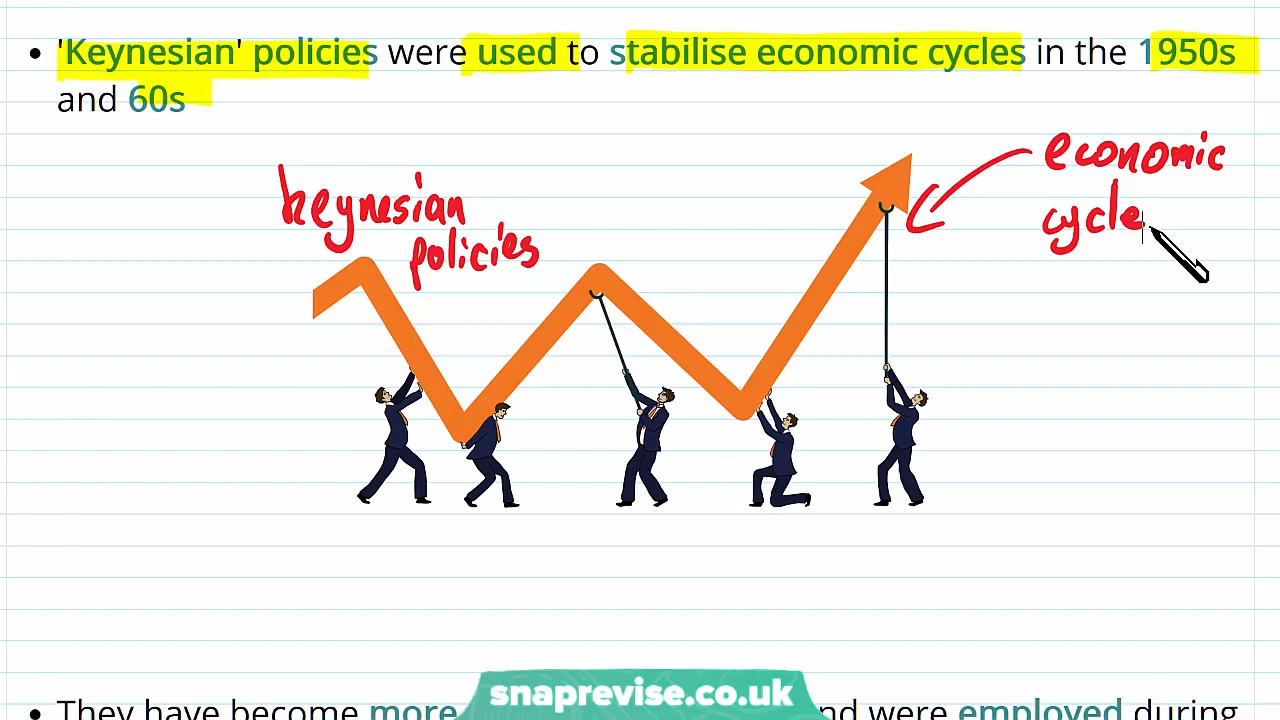 • 'Keynesian' policies were used to stabilise economic cycles in the 1950s
and 60s
economic
cycle
keynesian
policies
snaprevise.co.uk
• They have become more nd were employed during